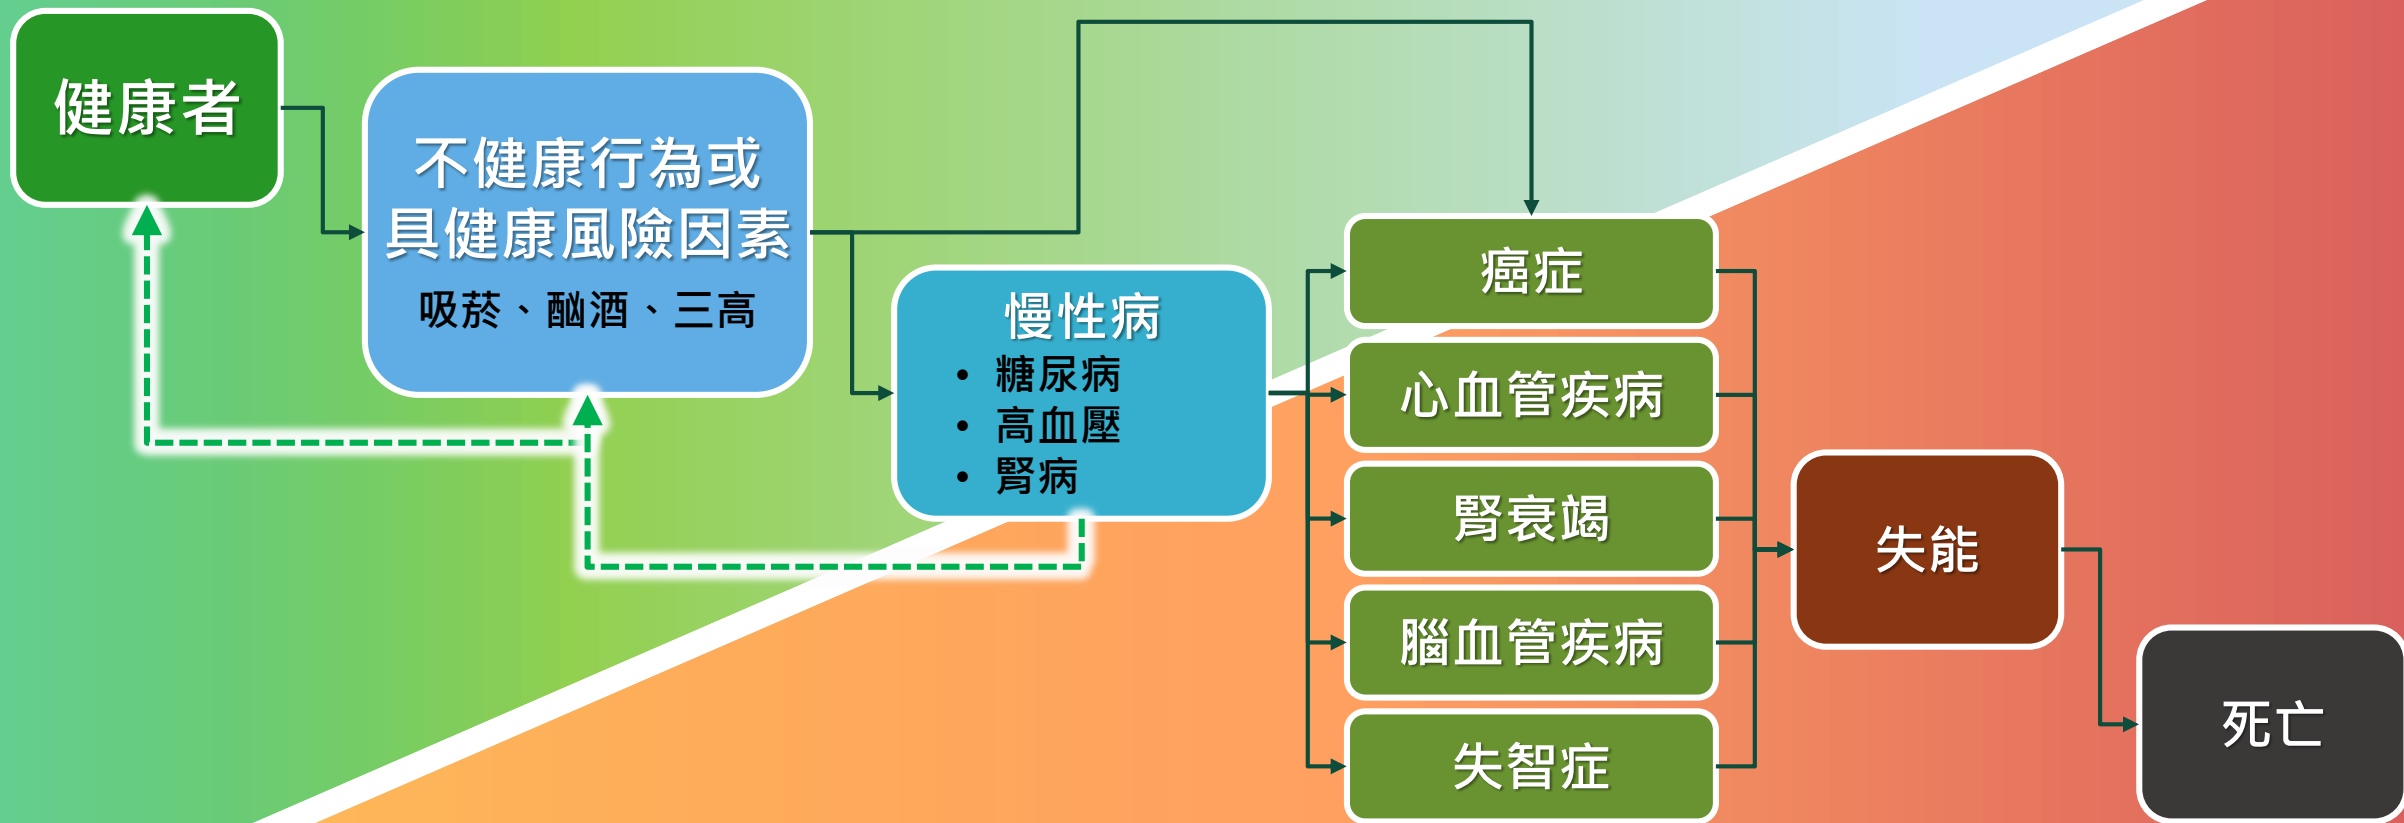 健康者
不健康行為或
具健康風險因素
吸菸、酗酒、三高
慢性病
• 糖尿病
• 高血壓
• 腎病
癌症
心血管疾病
腎衰竭
腦血管疾病
失智症
失能
死亡